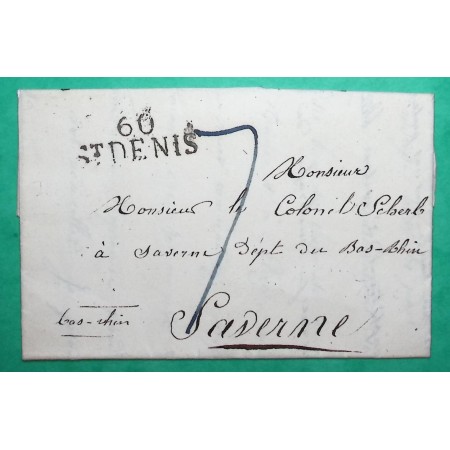 60
ST DENIS
7
Monsieur
Monsieur le Colonel Scherb
à Saverne Dépt du Bas-Rhin
bas-rhin
Saverne